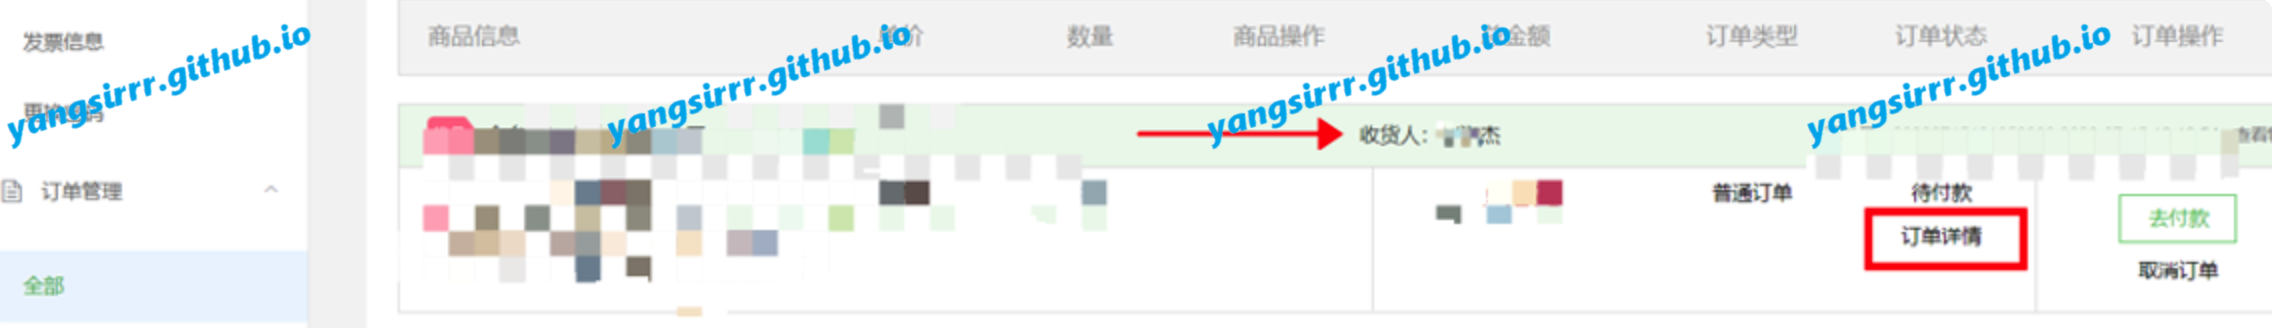 发票信息
商品信息
数量
商品操作
总金额
订单类型
订单状态
订单操作
yangsirrr.github.io
yangsirrr.github.io
yangsirrr.github.io
yangsirrr.github.io
收货人:
杰
订单管理
普通订单
待付款
去付款
订单详情
取消订单
全部